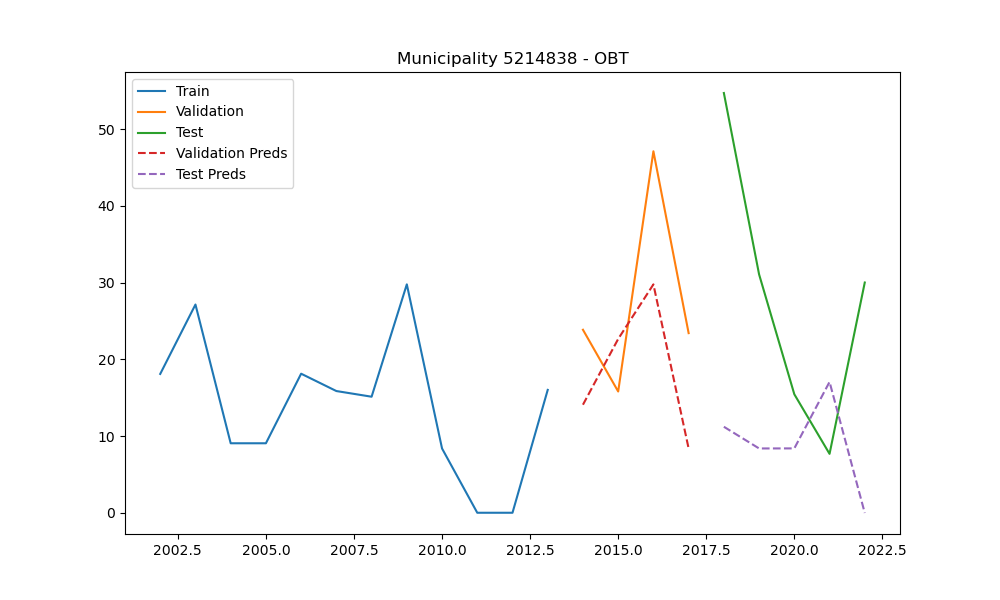 Municipality 5214838 - OBT
Train
Validation
Test
Validation Preds
Test Preds
50
40
30
20
10
0
2002.5 2005.0 2007.5 2010.0 2012.5 2015.0 2017.5 2020.0 2022.5